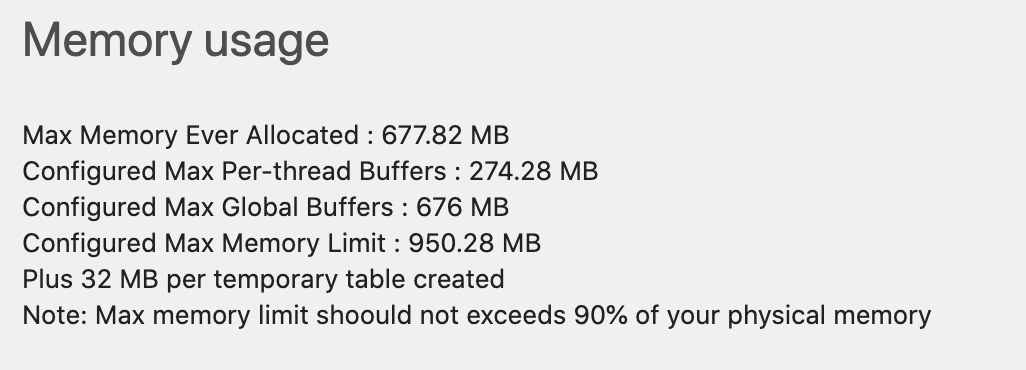 Memory usage
Max Memory Ever Allocated : 677.82 MB
Configured Max Per-thread Buffers : 274.28 MB
Configured Max Global Buffers : 676 MB
Configured Max Memory Limit : 950.28 MB
Plus 32 MB per temporary table created
Note: Max memory limit shoould not exceeds 90% of your physical memory